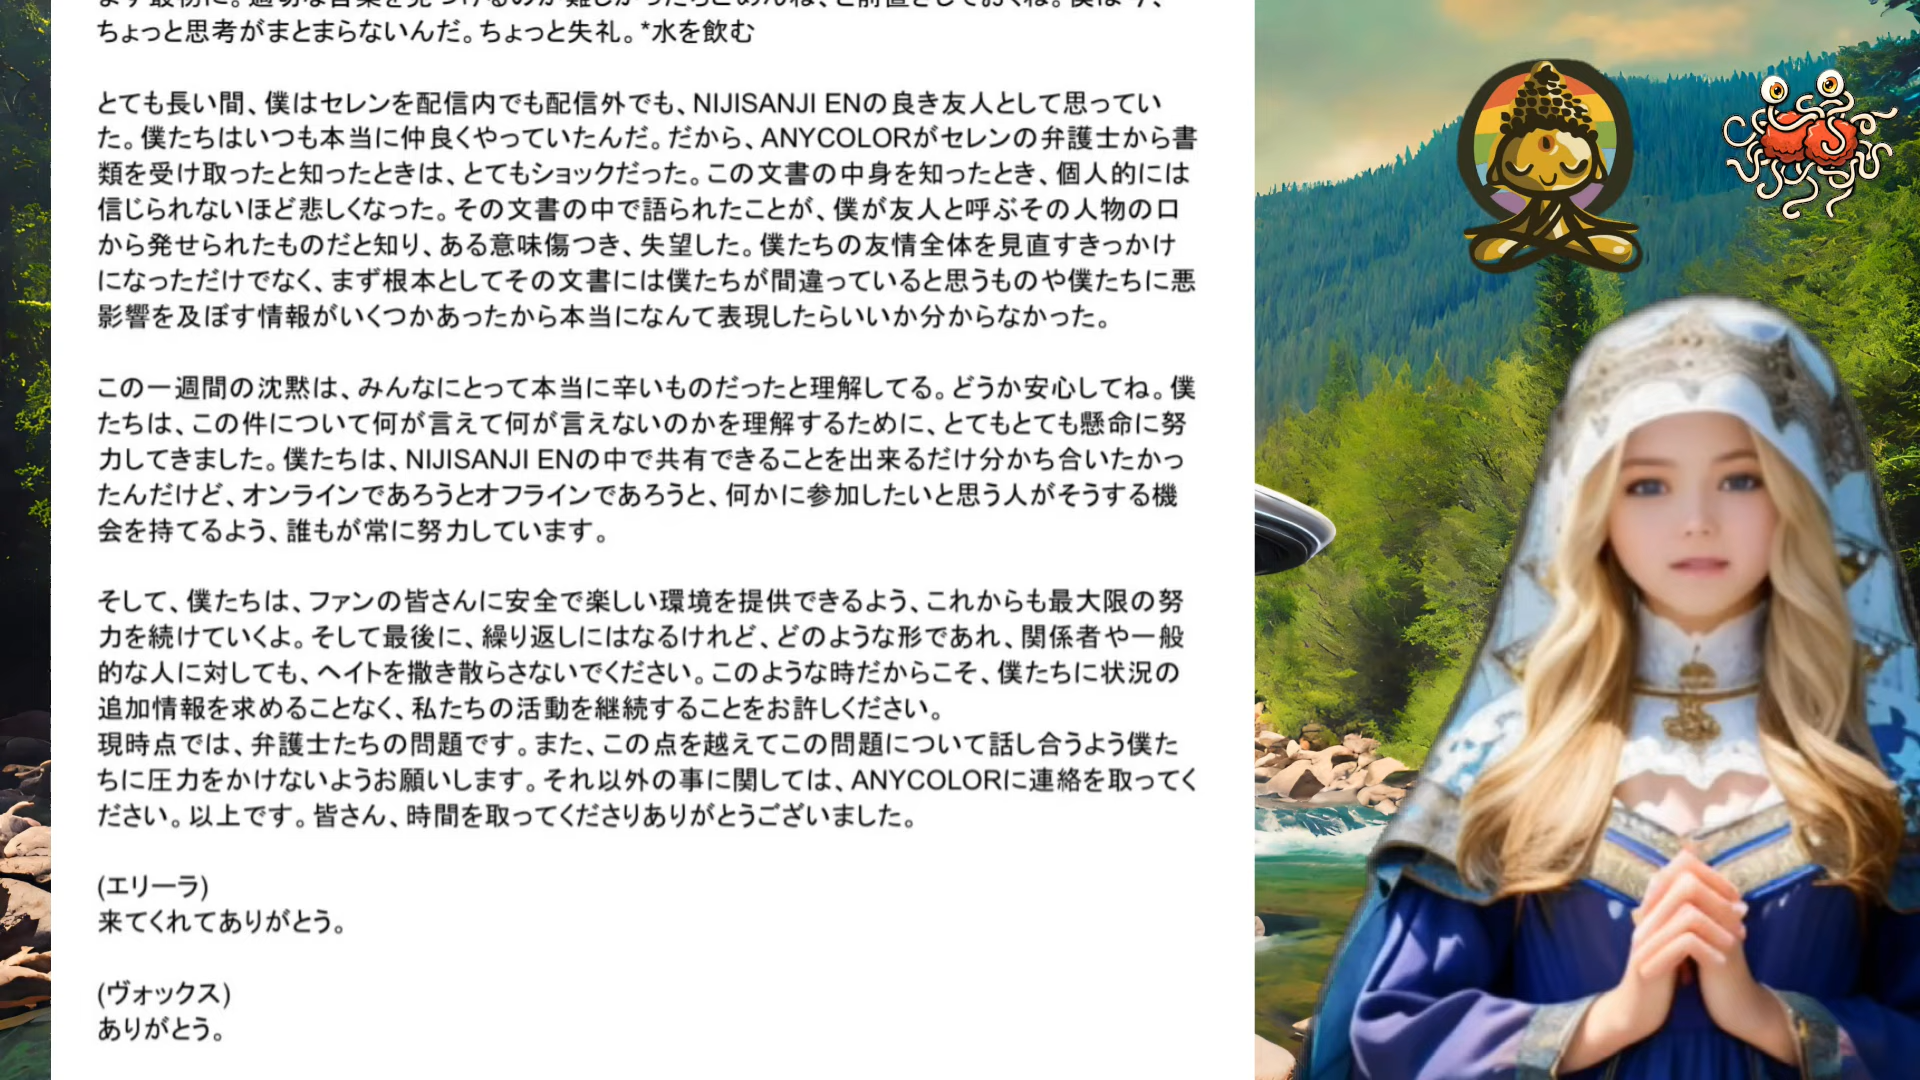 ます最初に。適切な言葉を見つけるのが難しかったらごめんね、と前置きしておくね。僕は今、
ちょっと思考がまとまらないんだ。ちょっと失礼。*水を飲む
とても長い間、僕はセレンを配信内でも配信外でも、NIJISANJI ENの良き友人として思ってい
た。僕たちはいつも本当に仲良くやっていたんだ。だから、ANYCOLORがセレンの弁護士から書
類を受け取ったと知ったときは、とてもショックだった。この文書の中身を知ったとき、個人的には
信じられないほど悲しくなった。その文書の中で語られたことが、僕が友人と呼ぶその人物の口
から発せられたものだと知り、ある意味傷つき、失望した。僕たちの友情全体を見直すきっかけ
になっただけでなく、まず根本としてその文書には僕たちが間違っていると思うものや僕たちに悪
影響を及ぼす情報がいくつかあったから本当になんて表現したらいいか分からなかった。
この一週間の沈黙は、みんなにとって本当に辛いものだったと理解してる。どうか安心してね。僕
たちは、この件について何が言えて何が言えないのかを理解するために、とてもとても懸命に努
力してきました。僕たちは、NIJISANJI ENの中で共有できることを出来るだけ分かち合いたかっ
たんだけど、オンラインであろうとオフラインであろうと、何かに参加したいと思う人がそうする機
会を持てるよう、誰もが常に努力しています。
そして、僕たちは、ファンの皆さんに安全で楽しい環境を提供できるよう、これからも最大限の努
力を続けていくよ。そして最後に、繰り返しにはなるけれど、どのような形であれ、関係者や一般
的な人に対しても、ヘイトを撒き散らさないでください。このような時だからこそ、僕たちに状況の
追加情報を求めることなく、私たちの活動を継続することをお許しください。
現時点では、弁護士たちの問題です。また、この点を越えてこの問題について話し合うよう僕た
ちに圧力をかけないようお願いします。それ以外の事に関しては、ANYCOLORに連絡を取ってく
ださい。以上です。皆さん、時間を取ってくださりありがとうございました。
(エリーラ)
来てくれてありがとう。
(ヴォックス)
ありがとう。